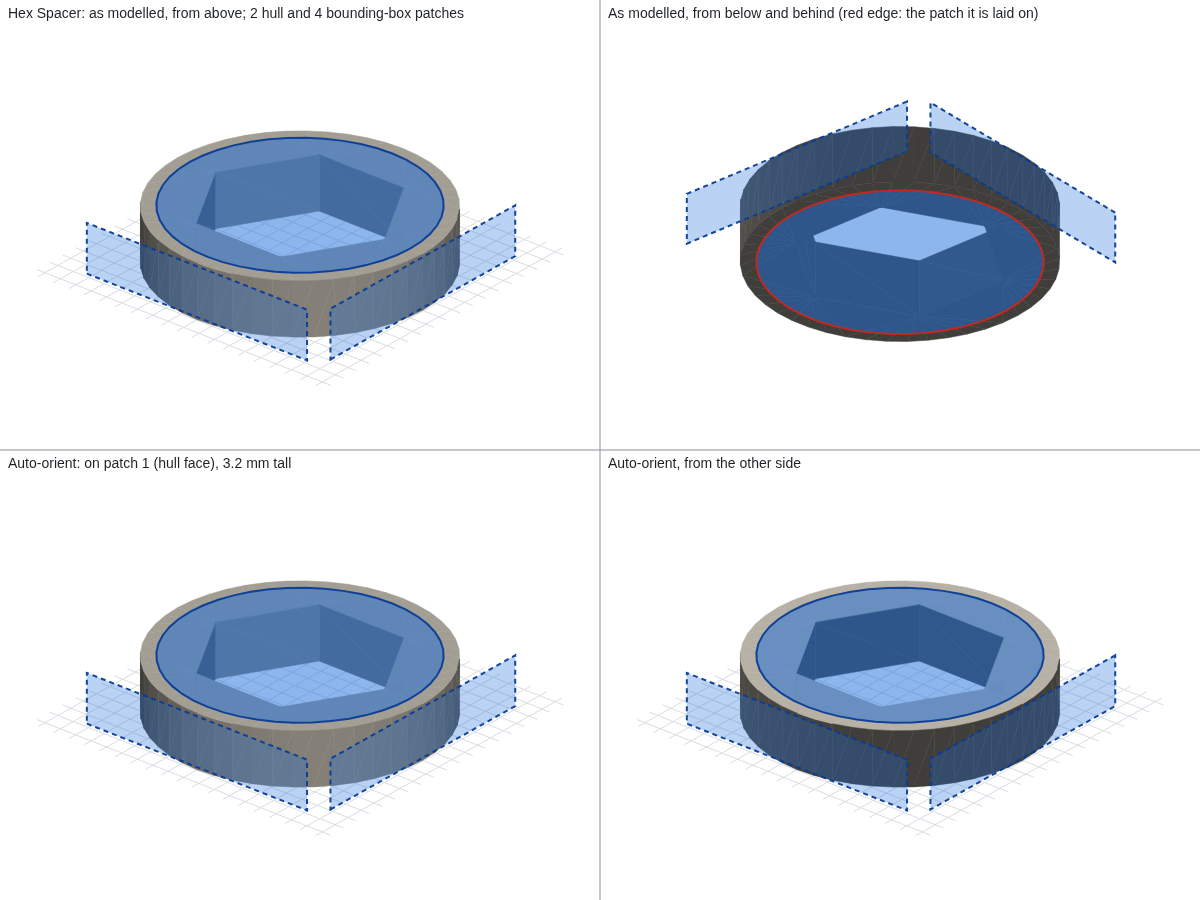 Hex Spacer: as modelled, from above; 2 hull and 4 bounding-box patches
As modelled, from below and behind (red edge: the patch it is laid on)
Auto-orient: on patch 1 (hull face), 3.2 mm tall
Auto-orient, from the other side